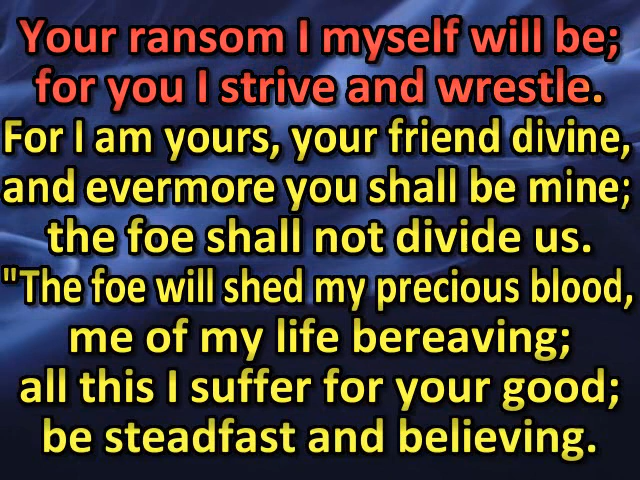 Your ransom I myself will be;
for you I strive and wrestle.
For I am yours, your friend divine,
and evermore you shall be mine;
the foe shall not divide us.
"The foe will shed my precious blood,
me of my life bereaving;
all this I suffer for your good;
be steadfast and believing.